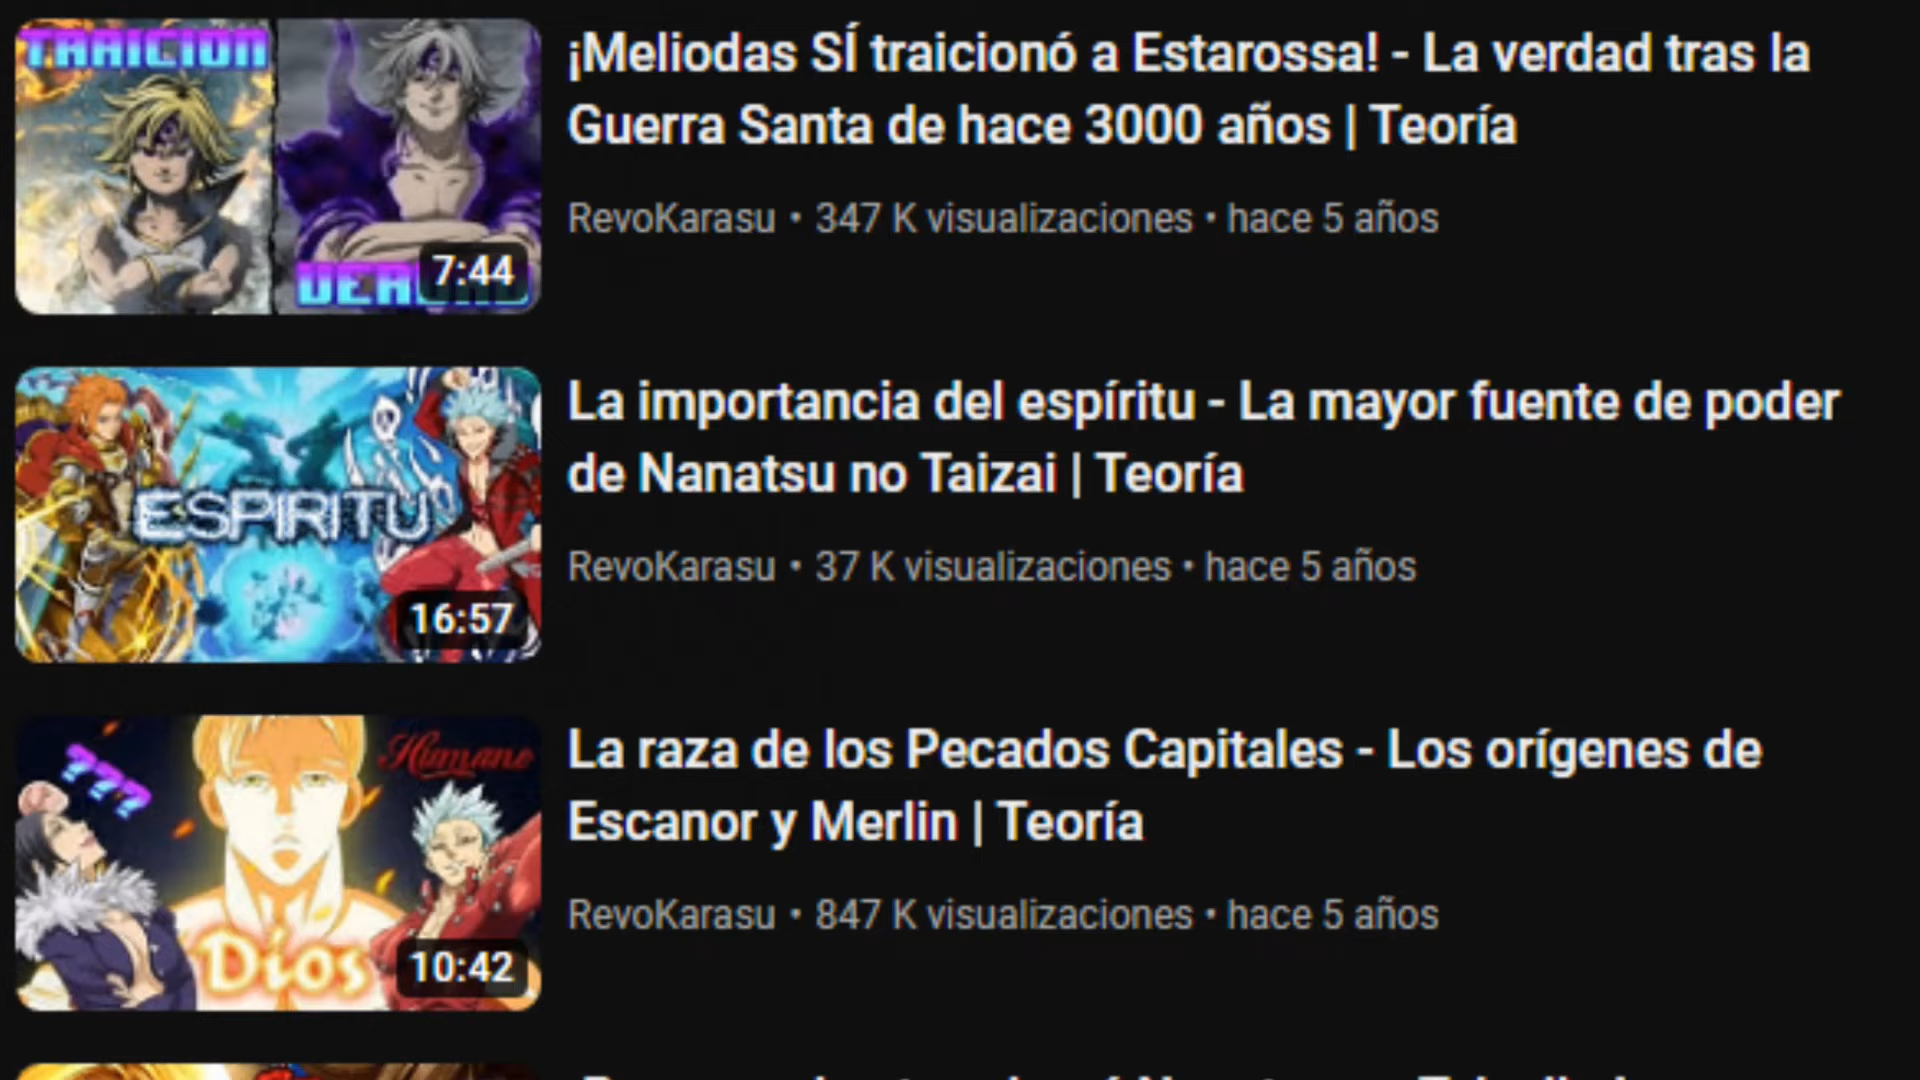 TRAICION
7:44
¡Meliodas SÍ traicionó a Estarossa! - La verdad tras la
Guerra Santa de hace 3000 años | Teoría
RevoKarasu • 347 K visualizaciones • hace 5 años
ESPIRITU
16:57
La importancia del espíritu - La mayor fuente de poder
de Nanatsu no Taizai | Teoría
RevoKarasu • 37 K visualizaciones • hace 5 años
???
Humano
Dios
10:42
La raza de los Pecados Capitales - Los orígenes de
Escanor y Merlin | Teoría
RevoKarasu • 847 K visualizaciones • hace 5 años